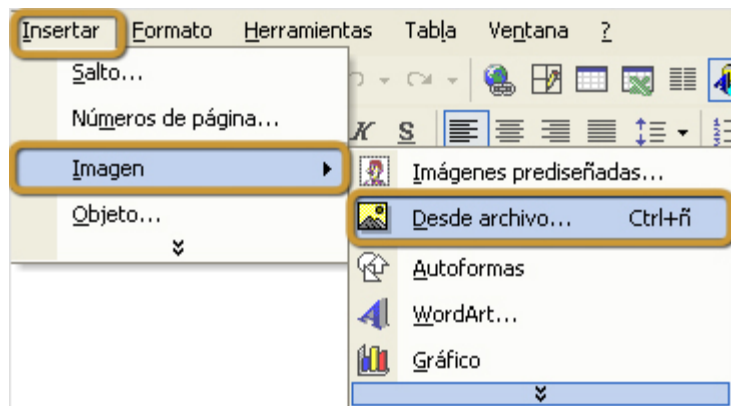 Insertar Formato Herramientas Tabla Ventana ?
Salto...
Números de página...
K S
Imagen
Imágenes prediseñadas...
Desde archivo... Ctrl+ñ
Objeto...
Autoformas
WordArt...
Gráfico